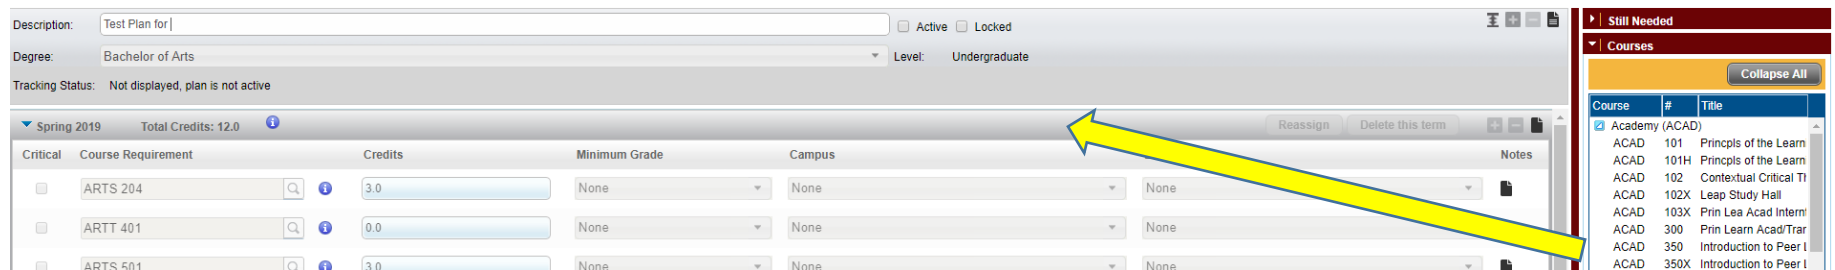 Description: Test Plan for Active Locked
Degree: Bachelor of Arts Level: Undergraduate
Tracking Status: Not displayed, plan is not active
Spring 2019 Total Credits: 12.0 Reassign Delete this term
Critical Course Requirement Credits Minimum Grade Campus Notes
ARTS 204 3.0 None None None
ARTT 401 0.0 None None None
ARTS 501 3.0 None None None
Still Needed
Courses
Collapse All
Course # Title
Academy (ACAD)
ACAD 101 Princpls of the Learn
ACAD 101H Princpls of the Learn
ACAD 102 Contextual Critical Th
ACAD 102X Leap Study Hall
ACAD 103X Prin Lea Acad Intern
ACAD 300 Prin Learn Acad/Tran
ACAD 350 Introduction to Peer L
ACAD 350X Introduction to Peer L